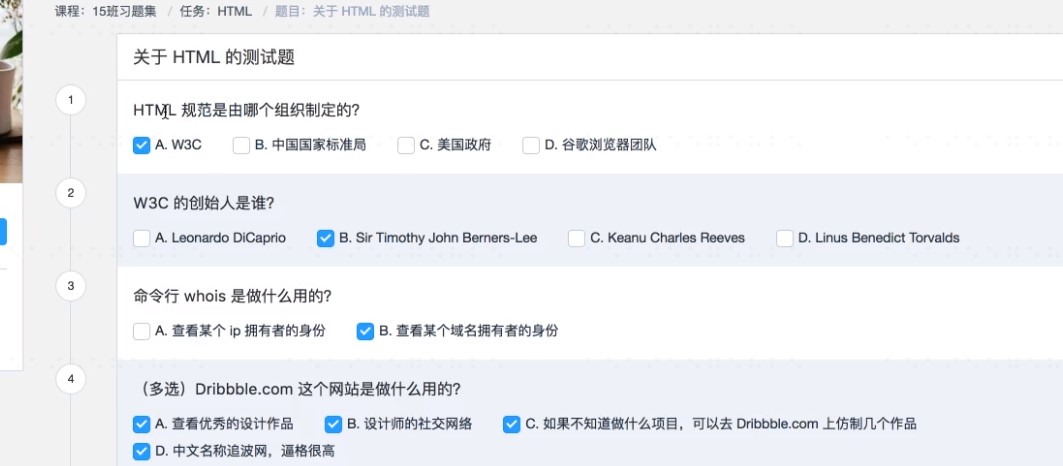 课程：15班习题集 / 任务：HTML / 题目：关于 HTML 的测试题
关于 HTML 的测试题
1
HTML 规范是由哪个组织制定的?
A. W3C B. 中国国家标准局 C. 美国政府 D. 谷歌浏览器团队
2
W3C 的创始人是谁?
A. Leonardo DiCaprio B. Sir Timothy John Berners-Lee C. Keanu Charles Reeves D. Linus Benedict Torvalds
3
命令行 whois 是做什么用的?
A. 查看某个 ip 拥有者的身份 B. 查看某个域名拥有者的身份
4
（多选）Dribbble.com 这个网站是做什么用的?
A. 查看优秀的设计作品 B. 设计师的社交网络 C. 如果不知道做什么项目，可以去 Dribbble.com 上仿制几个作品
D. 中文名称追波网，逼格很高